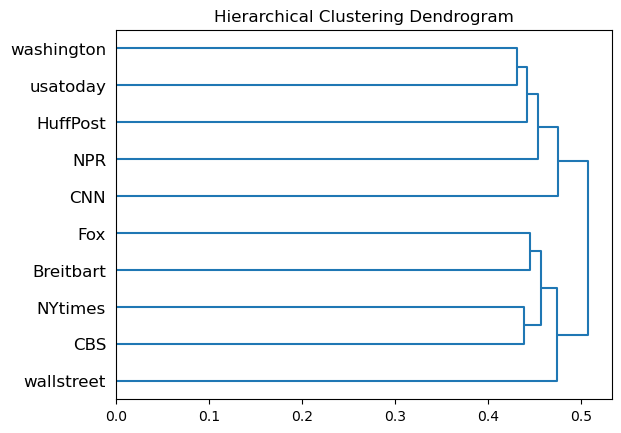 Hierarchical Clustering Dendrogram
washington
usatoday
HuffPost
NPR
CNN
Fox
Breitbart
NYtimes
CBS
wallstreet
0.0 0.1 0.2 0.3 0.4 0.5